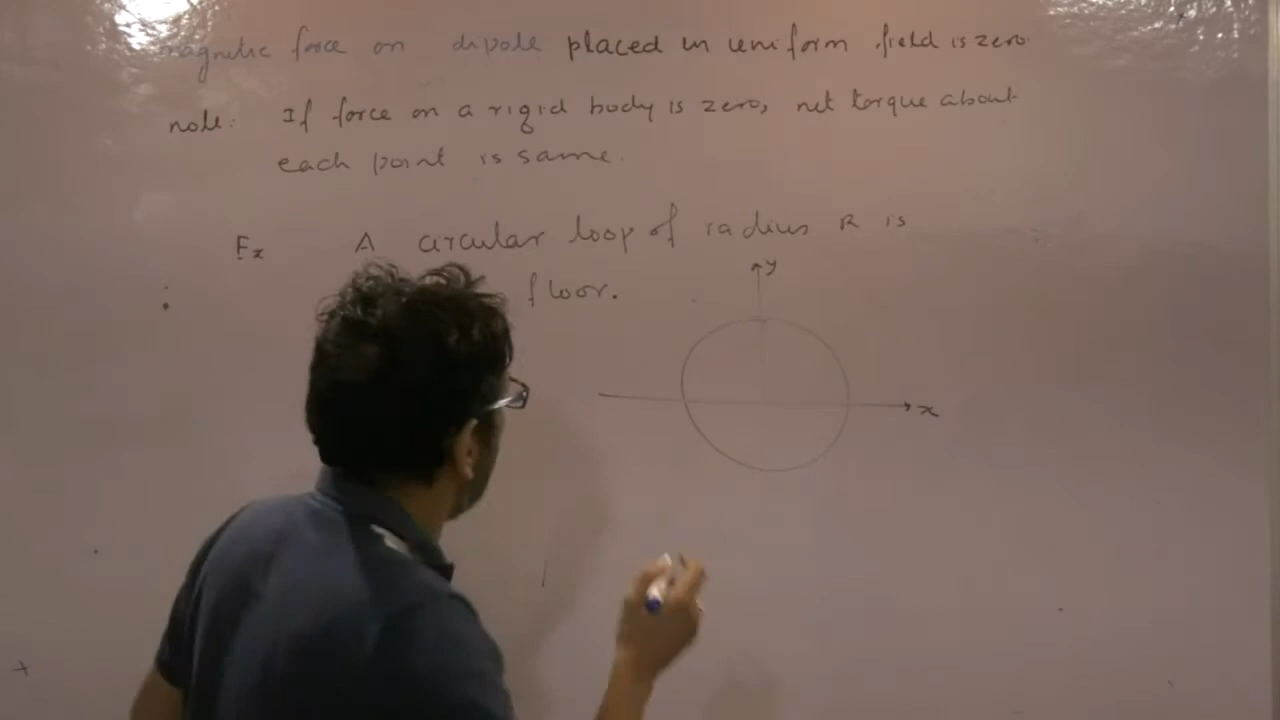 magnetic force on dipole placed in uniform field is zero.
note: If force on a rigid body is zero, net torque about
each point is same.
Ex A circular loop of radius R is
floor.
y
x